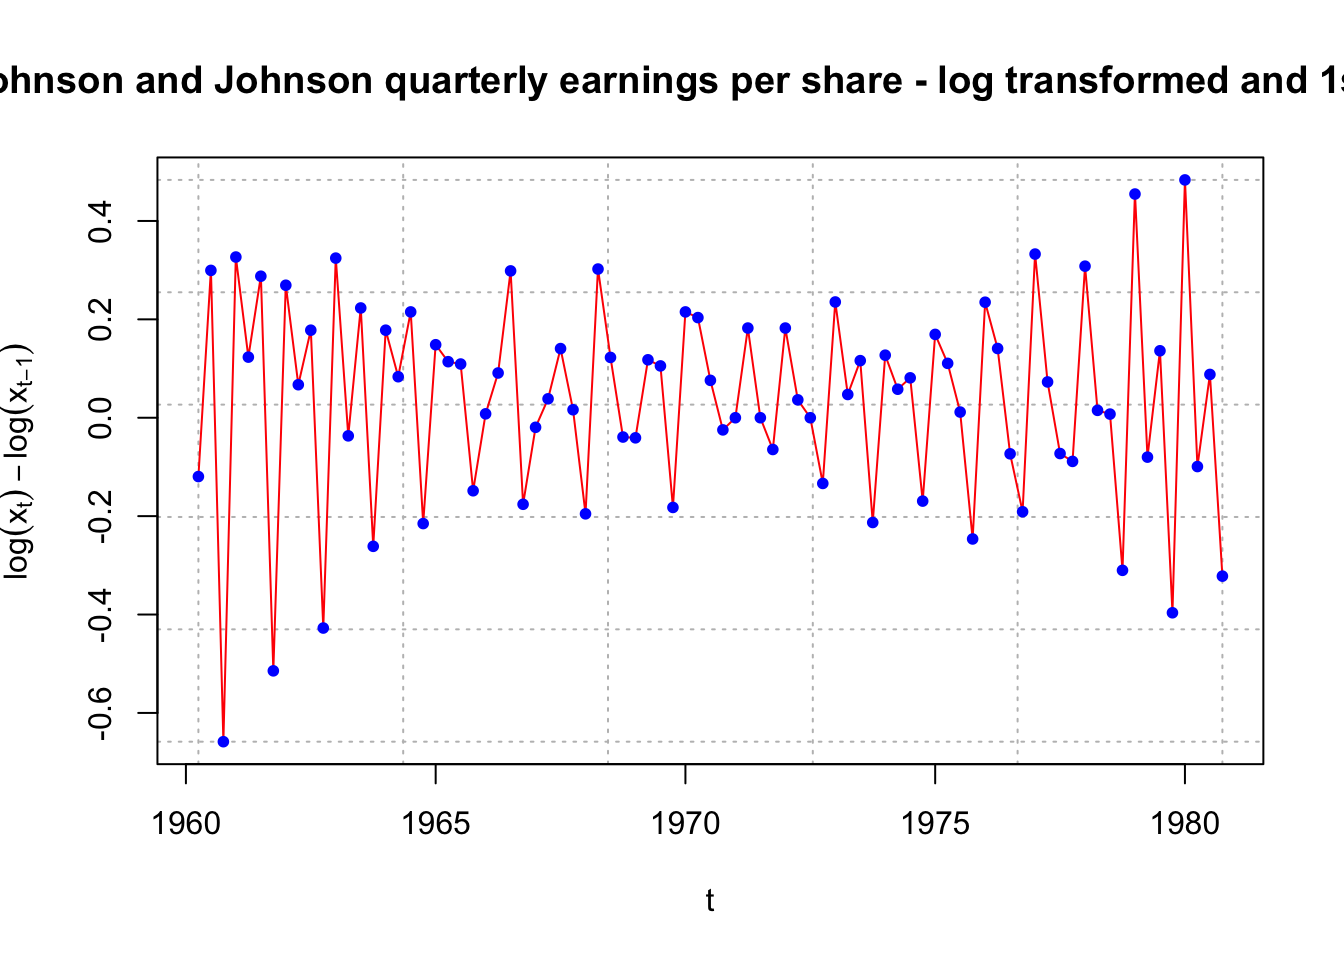 ohnson and Johnson quarterly earnings per share - log transformed and 1s
log(xt) − log(xt−1)
0.4
0.2
0.0
-0.2
-0.4
-0.6
1960 1965 1970 1975 1980
t